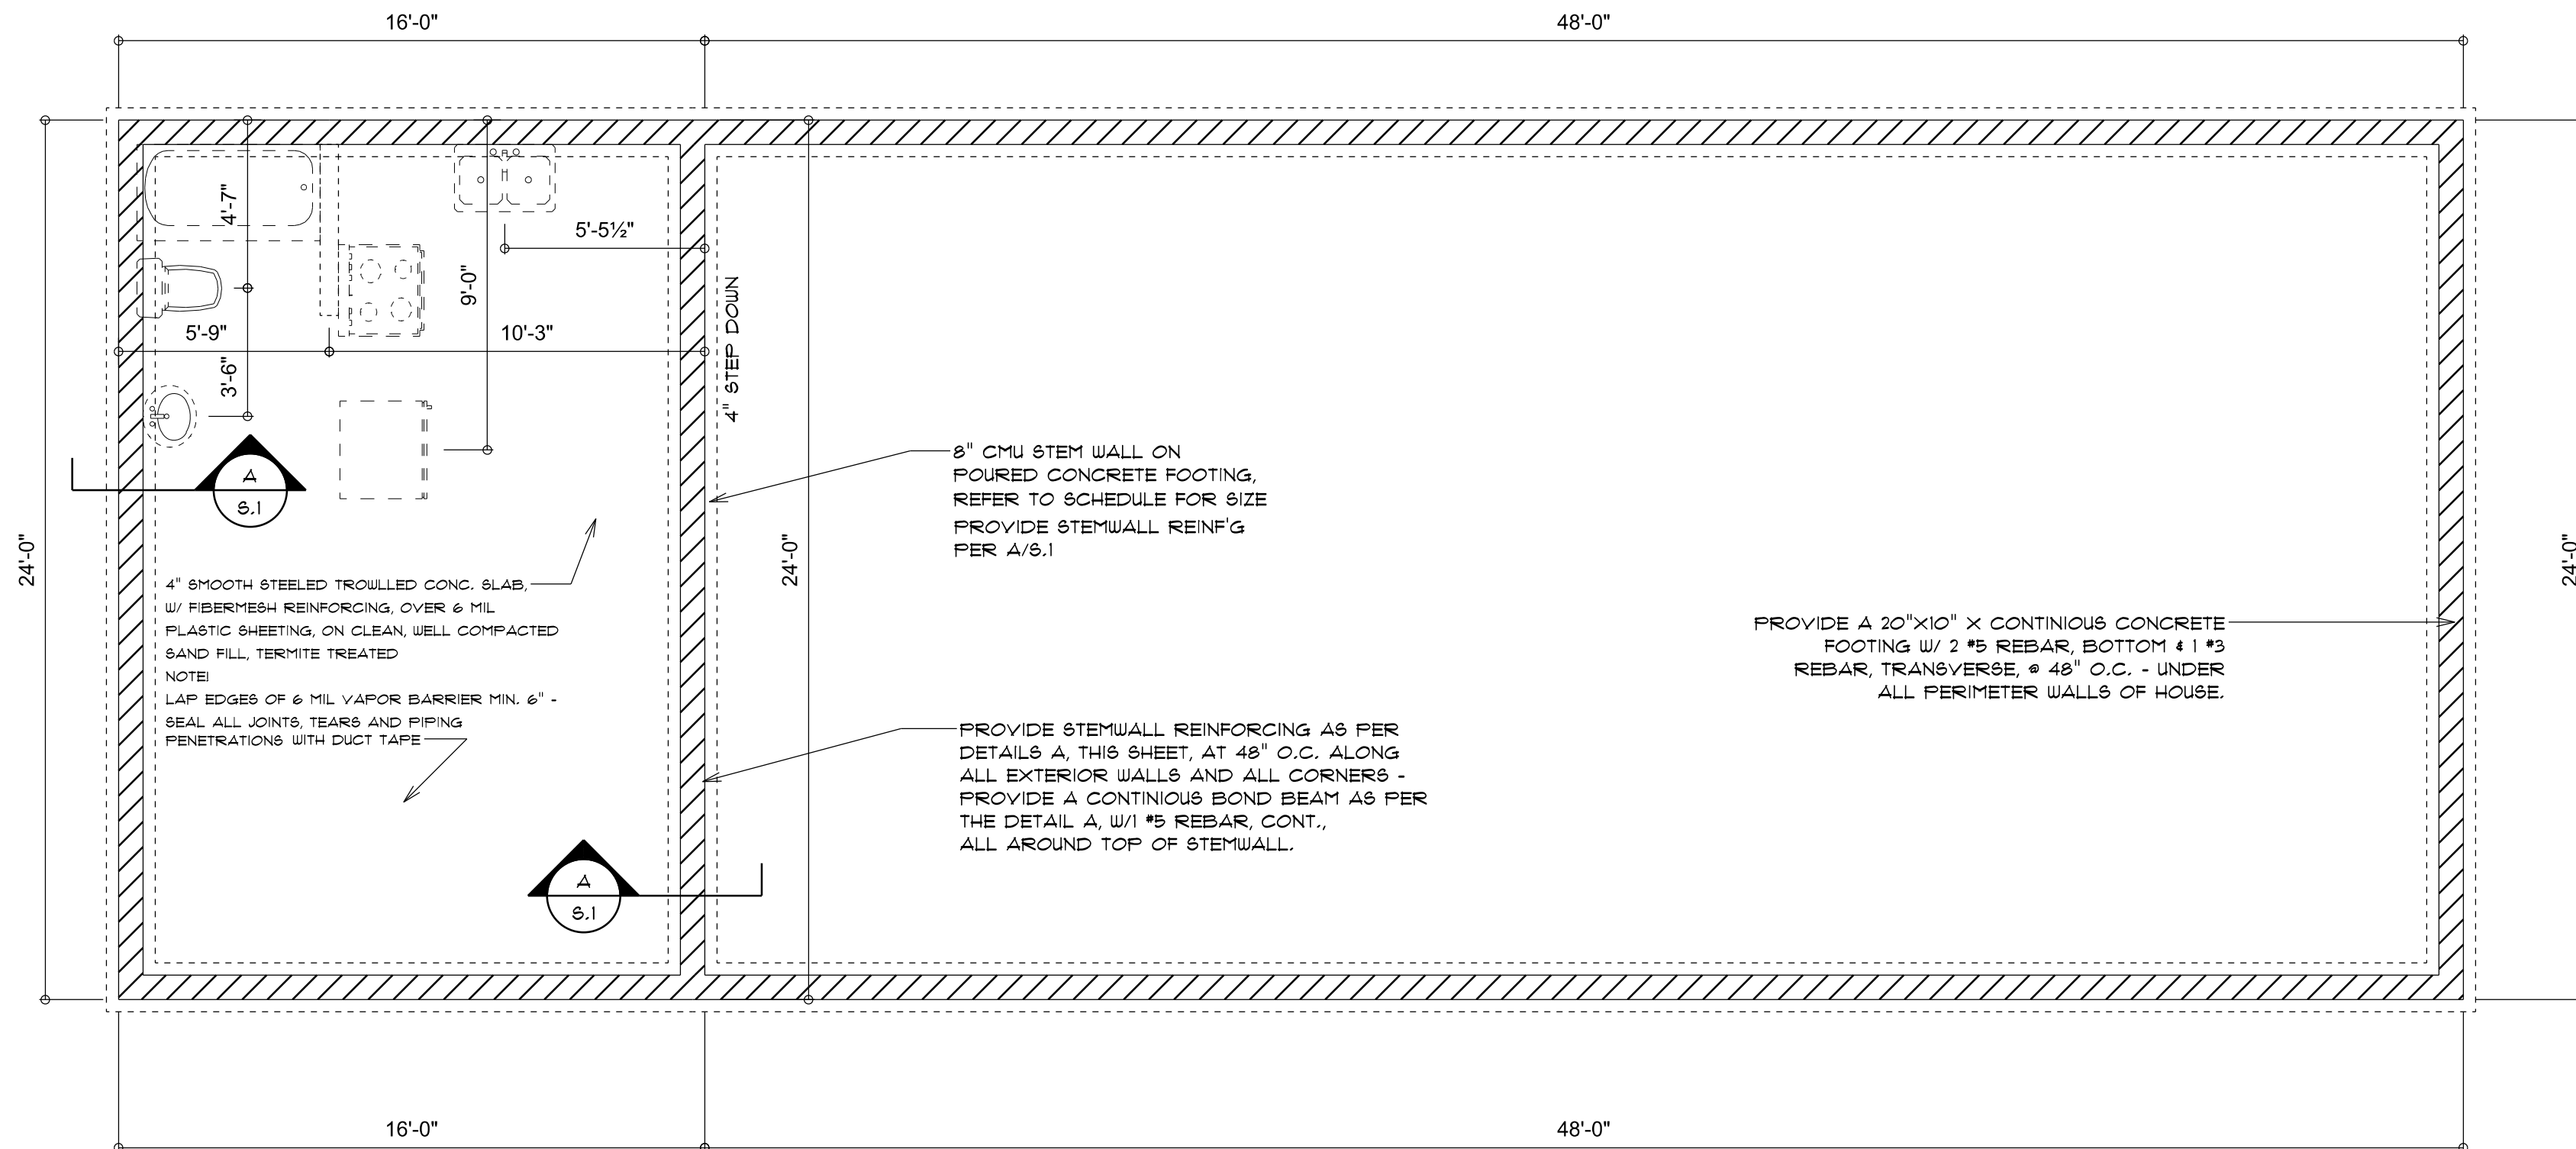 16'-0"
48'-0"
4'-7"
5'-5½"
9'-0"
4" STEP DOWN
5'-9"
10'-3"
3'-6"
A
S.1
8" CMU STEM WALL ON
POURED CONCRETE FOOTING,
REFER TO SCHEDULE FOR SIZE
PROVIDE STEMWALL REINF'G
PER A/S.1
24'-0"
24'-0"
24'-0"
4" SMOOTH STEELED TROWLLED CONC. SLAB,
W/ FIBERMESH REINFORCING, OVER 6 MIL
PLASTIC SHEETING, ON CLEAN, WELL COMPACTED
SAND FILL, TERMITE TREATED
NOTE!
LAP EDGES OF 6 MIL VAPOR BARRIER MIN. 6" -
SEAL ALL JOINTS, TEARS AND PIPING
PENETRATIONS WITH DUCT TAPE
PROVIDE A 20"X10" X CONTINIOUS CONCRETE
FOOTING W/ 2 #5 REBAR, BOTTOM & 1 #3
REBAR, TRANSVERSE, @ 48" O.C. - UNDER
ALL PERIMETER WALLS OF HOUSE.
PROVIDE STEMWALL REINFORCING AS PER
DETAILS A, THIS SHEET, AT 48" O.C. ALONG
ALL EXTERIOR WALLS AND ALL CORNERS -
PROVIDE A CONTINIOUS BOND BEAM AS PER
THE DETAIL A, W/1 #5 REBAR, CONT.,
ALL AROUND TOP OF STEMWALL.
A
S.1
16'-0"
48'-0"